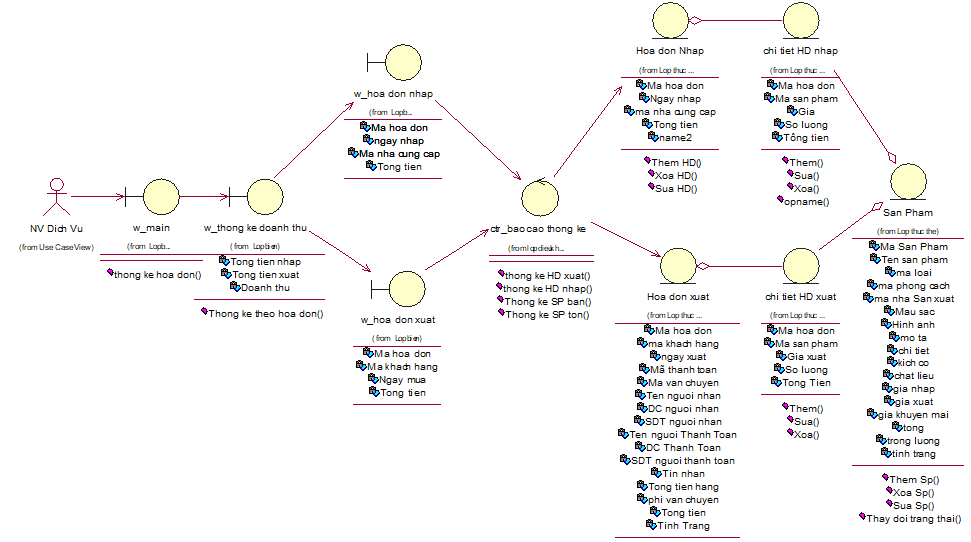 NV Dich Vu
(from Use Case View)
w_main
(from Lopb...
thong ke hoa don()
w_thong ke doanh thu
(from Lopbien)
Tong tien nhap
Tong tien xuat
Doanh thu
Thong ke theo hoa don()
w_hoa don nhap
(from Lopb...
Ma hoa don
ngay nhap
Ma nha cung cap
Tong tien
w_hoa don xuat
(from Lopbien)
Ma hoa don
Ma khach hang
Ngay mua
Tong tien
ctr_bao cao thong ke
(from lopdieukh...
thong ke HD xuat()
thong ke HD nhap()
Thong ke SP ban()
Thong ke SP ton()
Hoa don Nhap
(from Lop thuc ...
Ma hoa don
Ngay nhap
ma nha cung cap
Tong tien
name2
Them HD()
Xoa HD()
Sua HD()
chi tiet HD nhap
(from Lop thuc...
Ma hoa don
Ma san pham
Gia
So luong
Tông tien
Them()
Sua()
Xoa()
opname()
Hoa don xuat
(from Lop thuc ...
Ma hoa don
ma khach hang
ngay xuat
Mã thanh toan
Ma van chuyen
Ten nguoi nhan
DC nguoi nhan
SDT nguoi nhan
Ten nguoi Thanh Toan
DC Thanh Toan
SDT nguoi thanh toan
Tin nhan
Tong tien hang
phi van chuyen
Tong tien
Tinh Trang
chi tiet HD xuat
(from Lop thuc ...
Ma hoa don
Ma san pham
Gia xuat
So luong
Tong Tien
Them()
Sua()
Xoa()
San Pham
(from Lop thuc the)
Ma San Pham
Ten san pham
ma loai
ma phong cach
ma nha San xuat
Mau sac
Hinh anh
mo ta
chi tiet
kich co
chat lieu
gia nhap
gia xuat
gia khuyen mai
tong
trong luong
tinh trang
Them Sp()
Xoa Sp()
Sua Sp()
Thay doi trang thai()